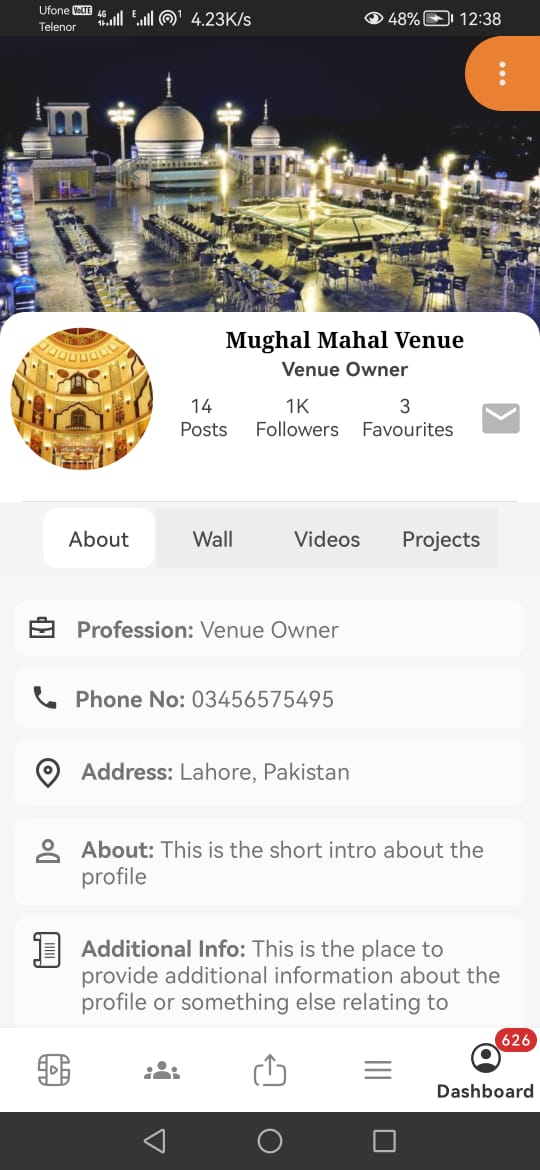 Ufone VoLTE 4G E 1 4.23K/s 48% 12:38
Telenor
Mughal Mahal Venue
Venue Owner
14 1K 3
Posts Followers Favourites
About Wall Videos Projects
Profession: Venue Owner
Phone No: 03456575495
Address: Lahore, Pakistan
About: This is the short intro about the
profile
Additional Info: This is the place to
provide additional information about the
profile or something else relating to
626
Dashboard